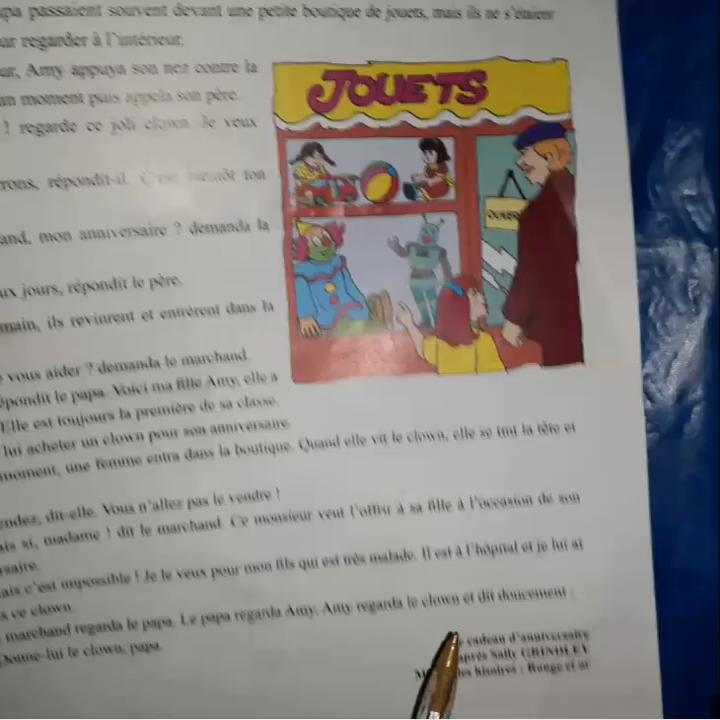 apa passaient souvent devant une petite boutique de jouets, mais ils ne s'étaient
ur regarder à l'intérieur.
ur, Amy appuya son nez contre la
un moment puis appela son père.
! regarde ce joli clown. Je veux
rons, répondit-il. C'est bientôt ton
and, mon anniversaire ? demanda la
ux jours, répondit le père.
main, ils revinrent et entrèrent dans la
vous aider ? demanda le marchand.
épondit le papa. Voici ma fille Amy, elle a
Elle est toujours la première de sa classe.
lui acheter un clown pour son anniversaire.
moment, une femme entra dans la boutique. Quand elle vit le clown, elle se tint la tête et
endez, dit-elle. Vous n'allez pas le vendre !
ais si, madame ! dit le marchand. Ce monsieur veut l'offrir à sa fille à l'occasion de son
rsaire.
ais c'est impossible ! Je le veux pour mon fils qui est très malade. Il est à l'hôpital et je lui ai
s ce clown.
marchand regarda le papa. Le papa regarda Amy. Amy regarda le clown et dit doucement :
Donne-lui le clown, papa.
cadeau d'anniversaire
après Sally GRINDLEY
JOUETS